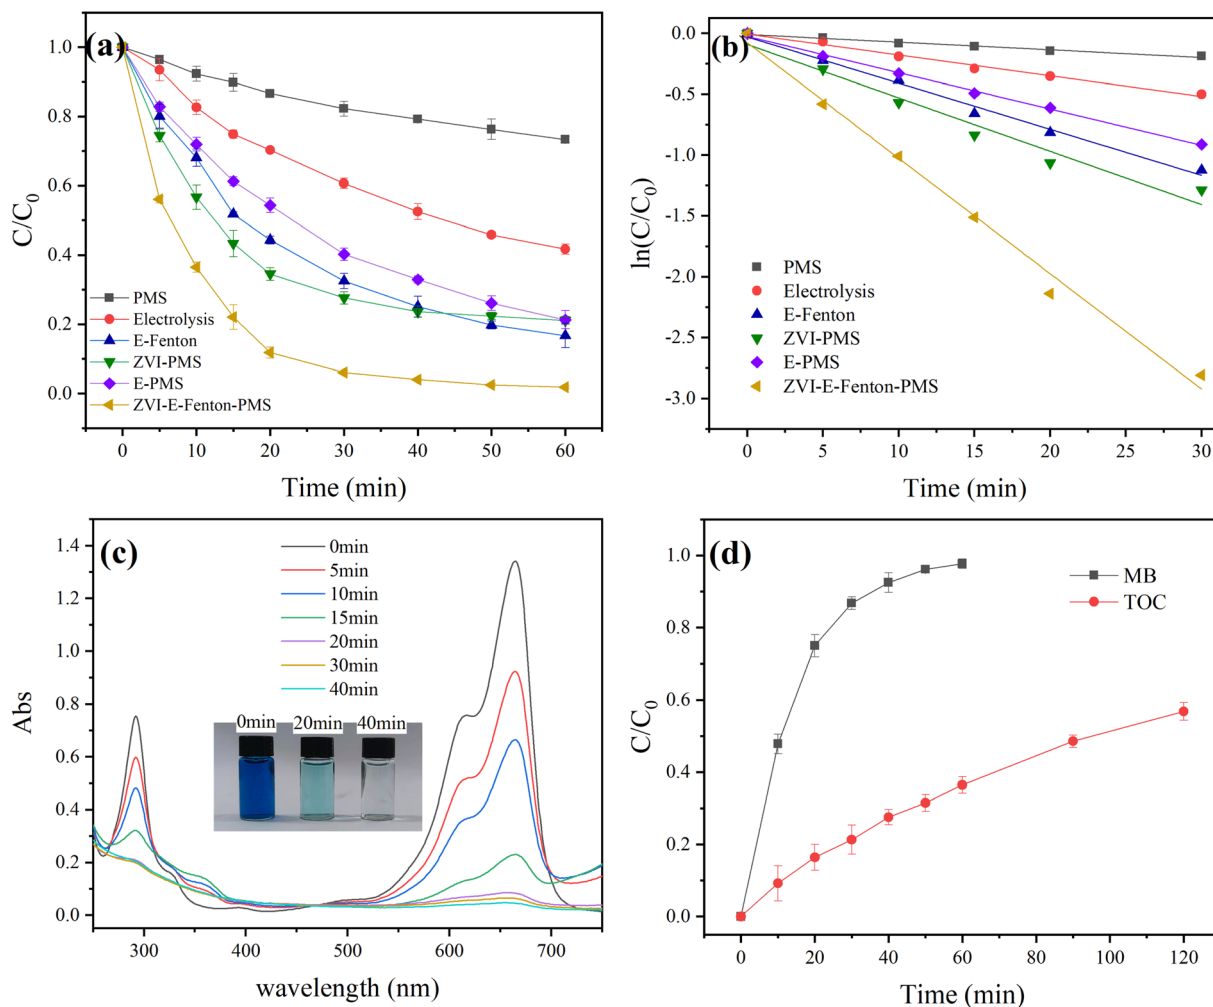 (a)
C/C0
1.0
0.8
0.6
0.4
0.2
0.0
PMS
Electrolysis
E-Fenton
ZVI-PMS
E-PMS
ZVI-E-Fenton-PMS
0 10 20 30 40 50 60
Time (min)
(b)
ln(C/C0)
0.0
-0.5
-1.0
-1.5
-2.0
-2.5
-3.0
PMS
Electrolysis
E-Fenton
ZVI-PMS
E-PMS
ZVI-E-Fenton-PMS
0 5 10 15 20 25 30
Time (min)
(c)
Abs
1.4
1.2
1.0
0.8
0.6
0.4
0.2
0.0
0min
5min
10min
15min
20min
30min
40min
0min 20min 40min
300 400 500 600 700
wavelength (nm)
(d)
C/C0
1.0
0.8
0.6
0.4
0.2
0.0
MB
TOC
0 20 40 60 80 100 120
Time (min)